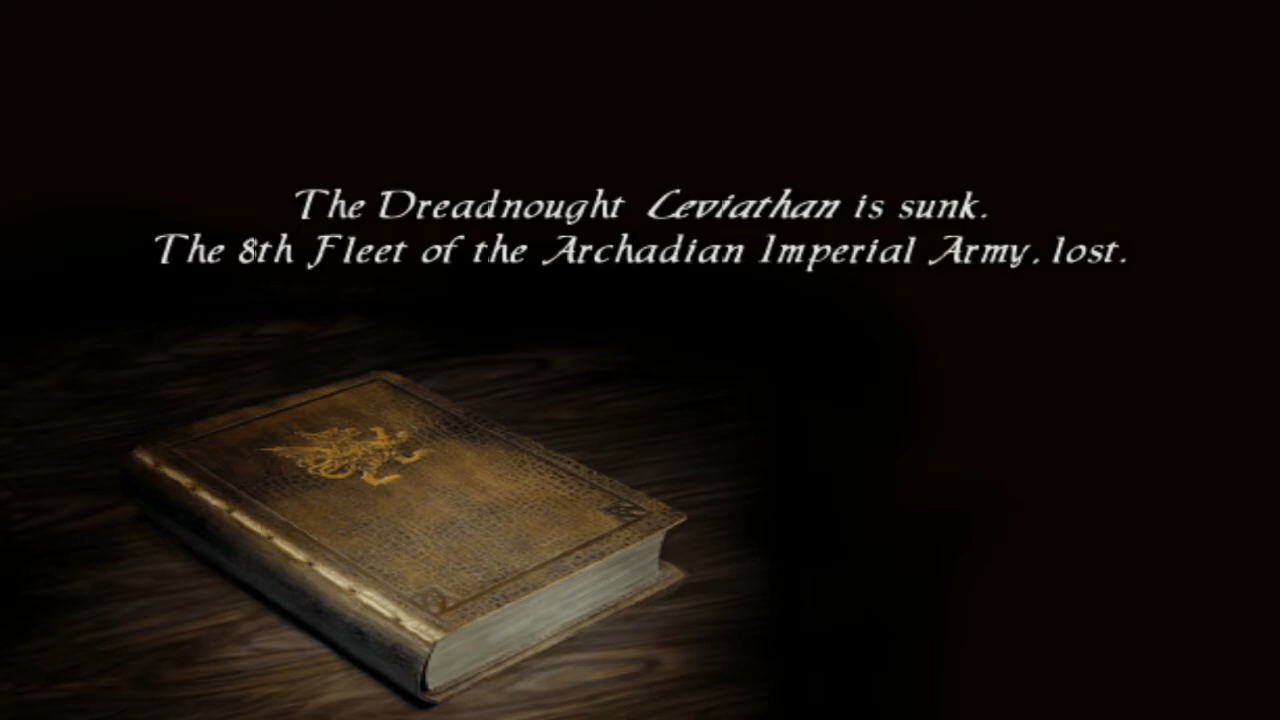 The Dreadnought Leviathan is sunk.
The 8th Fleet of the Archadian Imperial Army, lost.